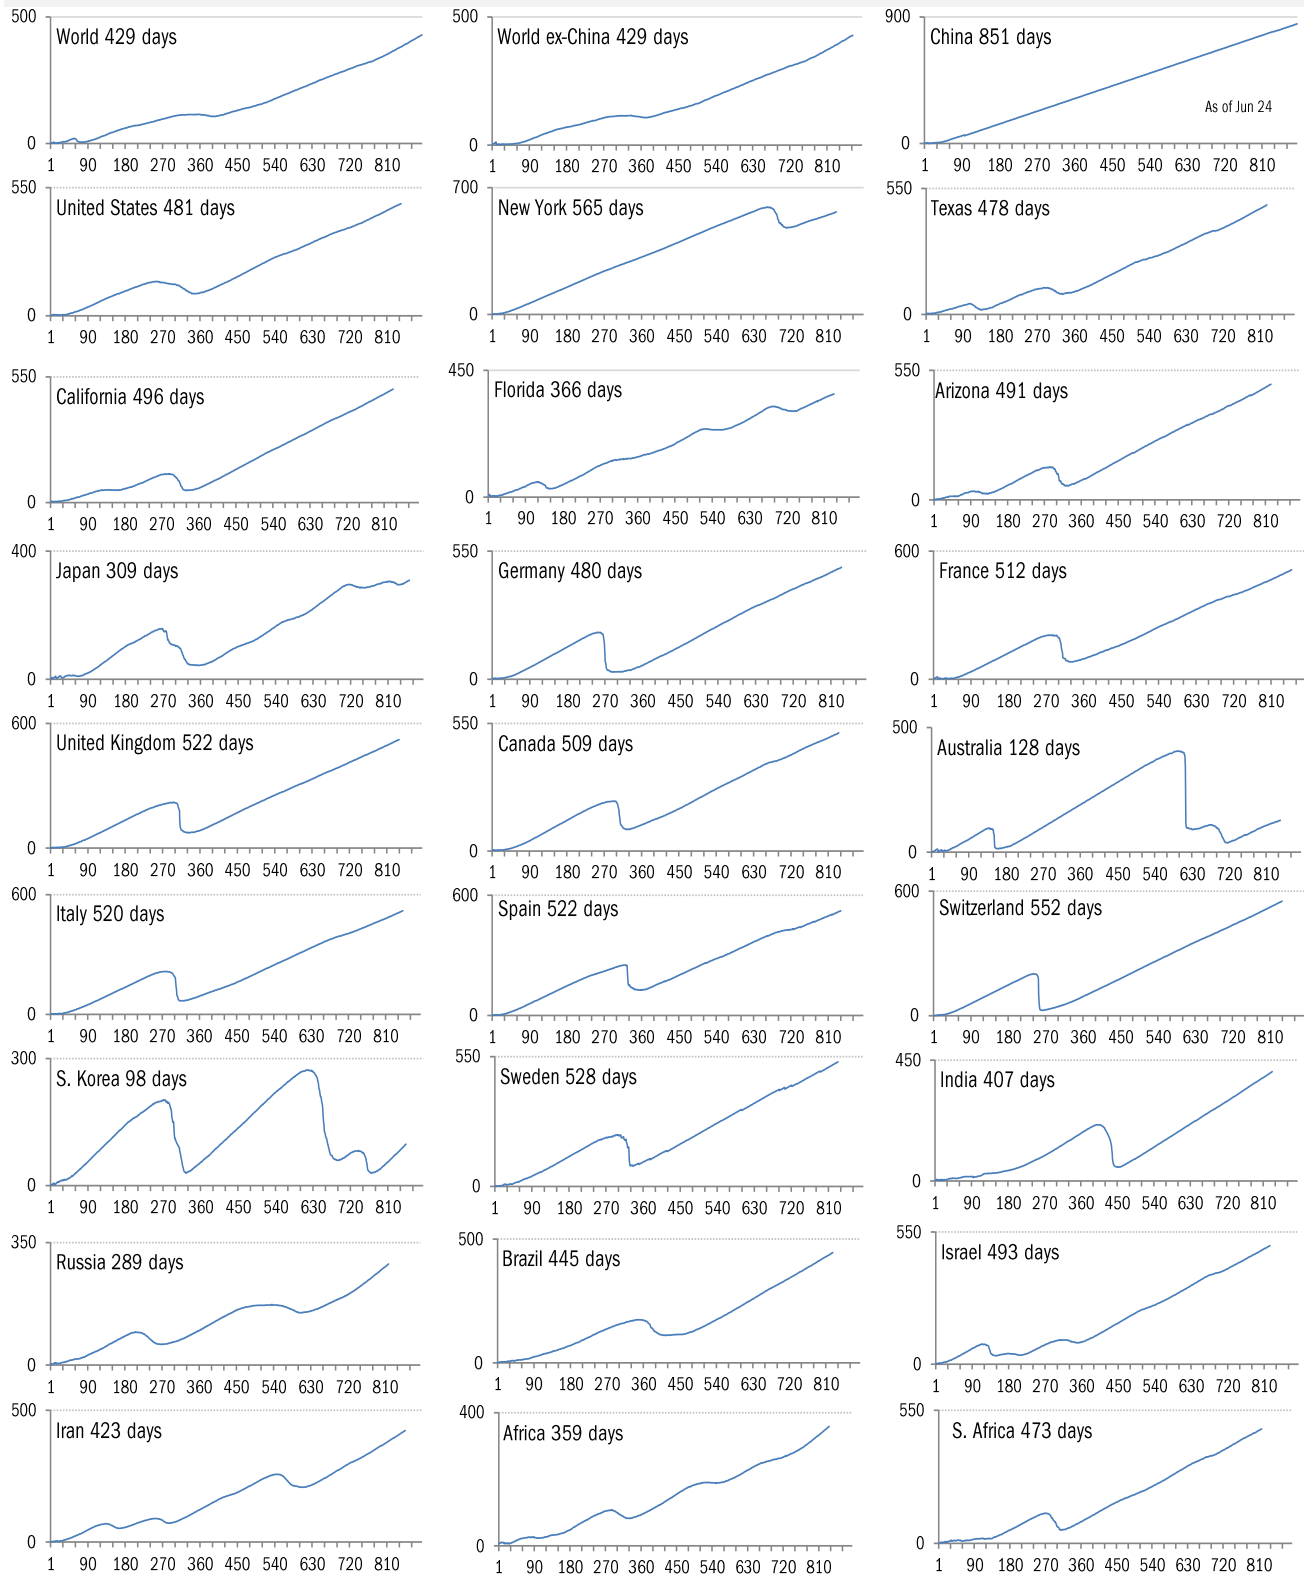 500 500 900
World 429 days World ex-China 429 days China 851 days
As of Jun 24
0 0 0
1 90 180 270 360 450 540 630 720 810 1 90 180 270 360 450 540 630 720 810 1 90 180 270 360 450 540 630 720 810
550 700 550
United States 481 days New York 565 days Texas 478 days
0 0 0
1 90 180 270 360 450 540 630 720 810 1 90 180 270 360 450 540 630 720 810 1 90 180 270 360 450 540 630 720 810
550 450 550
California 496 days Florida 366 days Arizona 491 days
0 0 0
1 90 180 270 360 450 540 630 720 810 1 90 180 270 360 450 540 630 720 810 1 90 180 270 360 450 540 630 720 810
400 550 600
Japan 309 days Germany 480 days France 512 days
0 0 0
1 90 180 270 360 450 540 630 720 810 1 90 180 270 360 450 540 630 720 810 1 90 180 270 360 450 540 630 720 810
600 550 500
United Kingdom 522 days Canada 509 days Australia 128 days
0 0 0
1 90 180 270 360 450 540 630 720 810 1 90 180 270 360 450 540 630 720 810 1 90 180 270 360 450 540 630 720 810
600 600 600
Italy 520 days Spain 522 days Switzerland 552 days
0 0 0
1 90 180 270 360 450 540 630 720 810 1 90 180 270 360 450 540 630 720 810 1 90 180 270 360 450 540 630 720 810
300 550 450
S. Korea 98 days Sweden 528 days India 407 days
0 0 0
1 90 180 270 360 450 540 630 720 810 1 90 180 270 360 450 540 630 720 810 1 90 180 270 360 450 540 630 720 810
350 500 550
Russia 289 days Brazil 445 days Israel 493 days
0 0 0
1 90 180 270 360 450 540 630 720 810 1 90 180 270 360 450 540 630 720 810 1 90 180 270 360 450 540 630 720 810
500 400 550
Iran 423 days Africa 359 days S. Africa 473 days
0 0 0
1 90 180 270 360 450 540 630 720 810 1 90 180 270 360 450 540 630 720 810 1 90 180 270 360 450 540 630 720 810